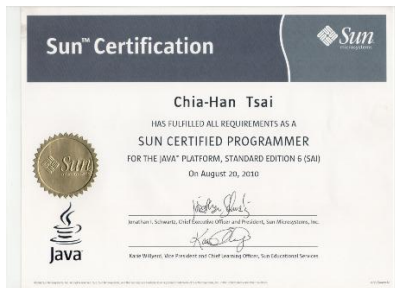 Sun™ Certification
Sun
microsystems
Chia-Han Tsai
HAS FULFILLED ALL REQUIREMENTS AS A
SUN CERTIFIED PROGRAMMER
FOR THE JAVA™ PLATFORM, STANDARD EDITION 6 (SAI)
On August 20, 2010
Sun
Jonathan I. Schwartz, Chief Executive Officer and President, Sun Microsystems, Inc.
Java
Karie Willyerd, Vice President and Chief Learning Officer, Sun Educational Services